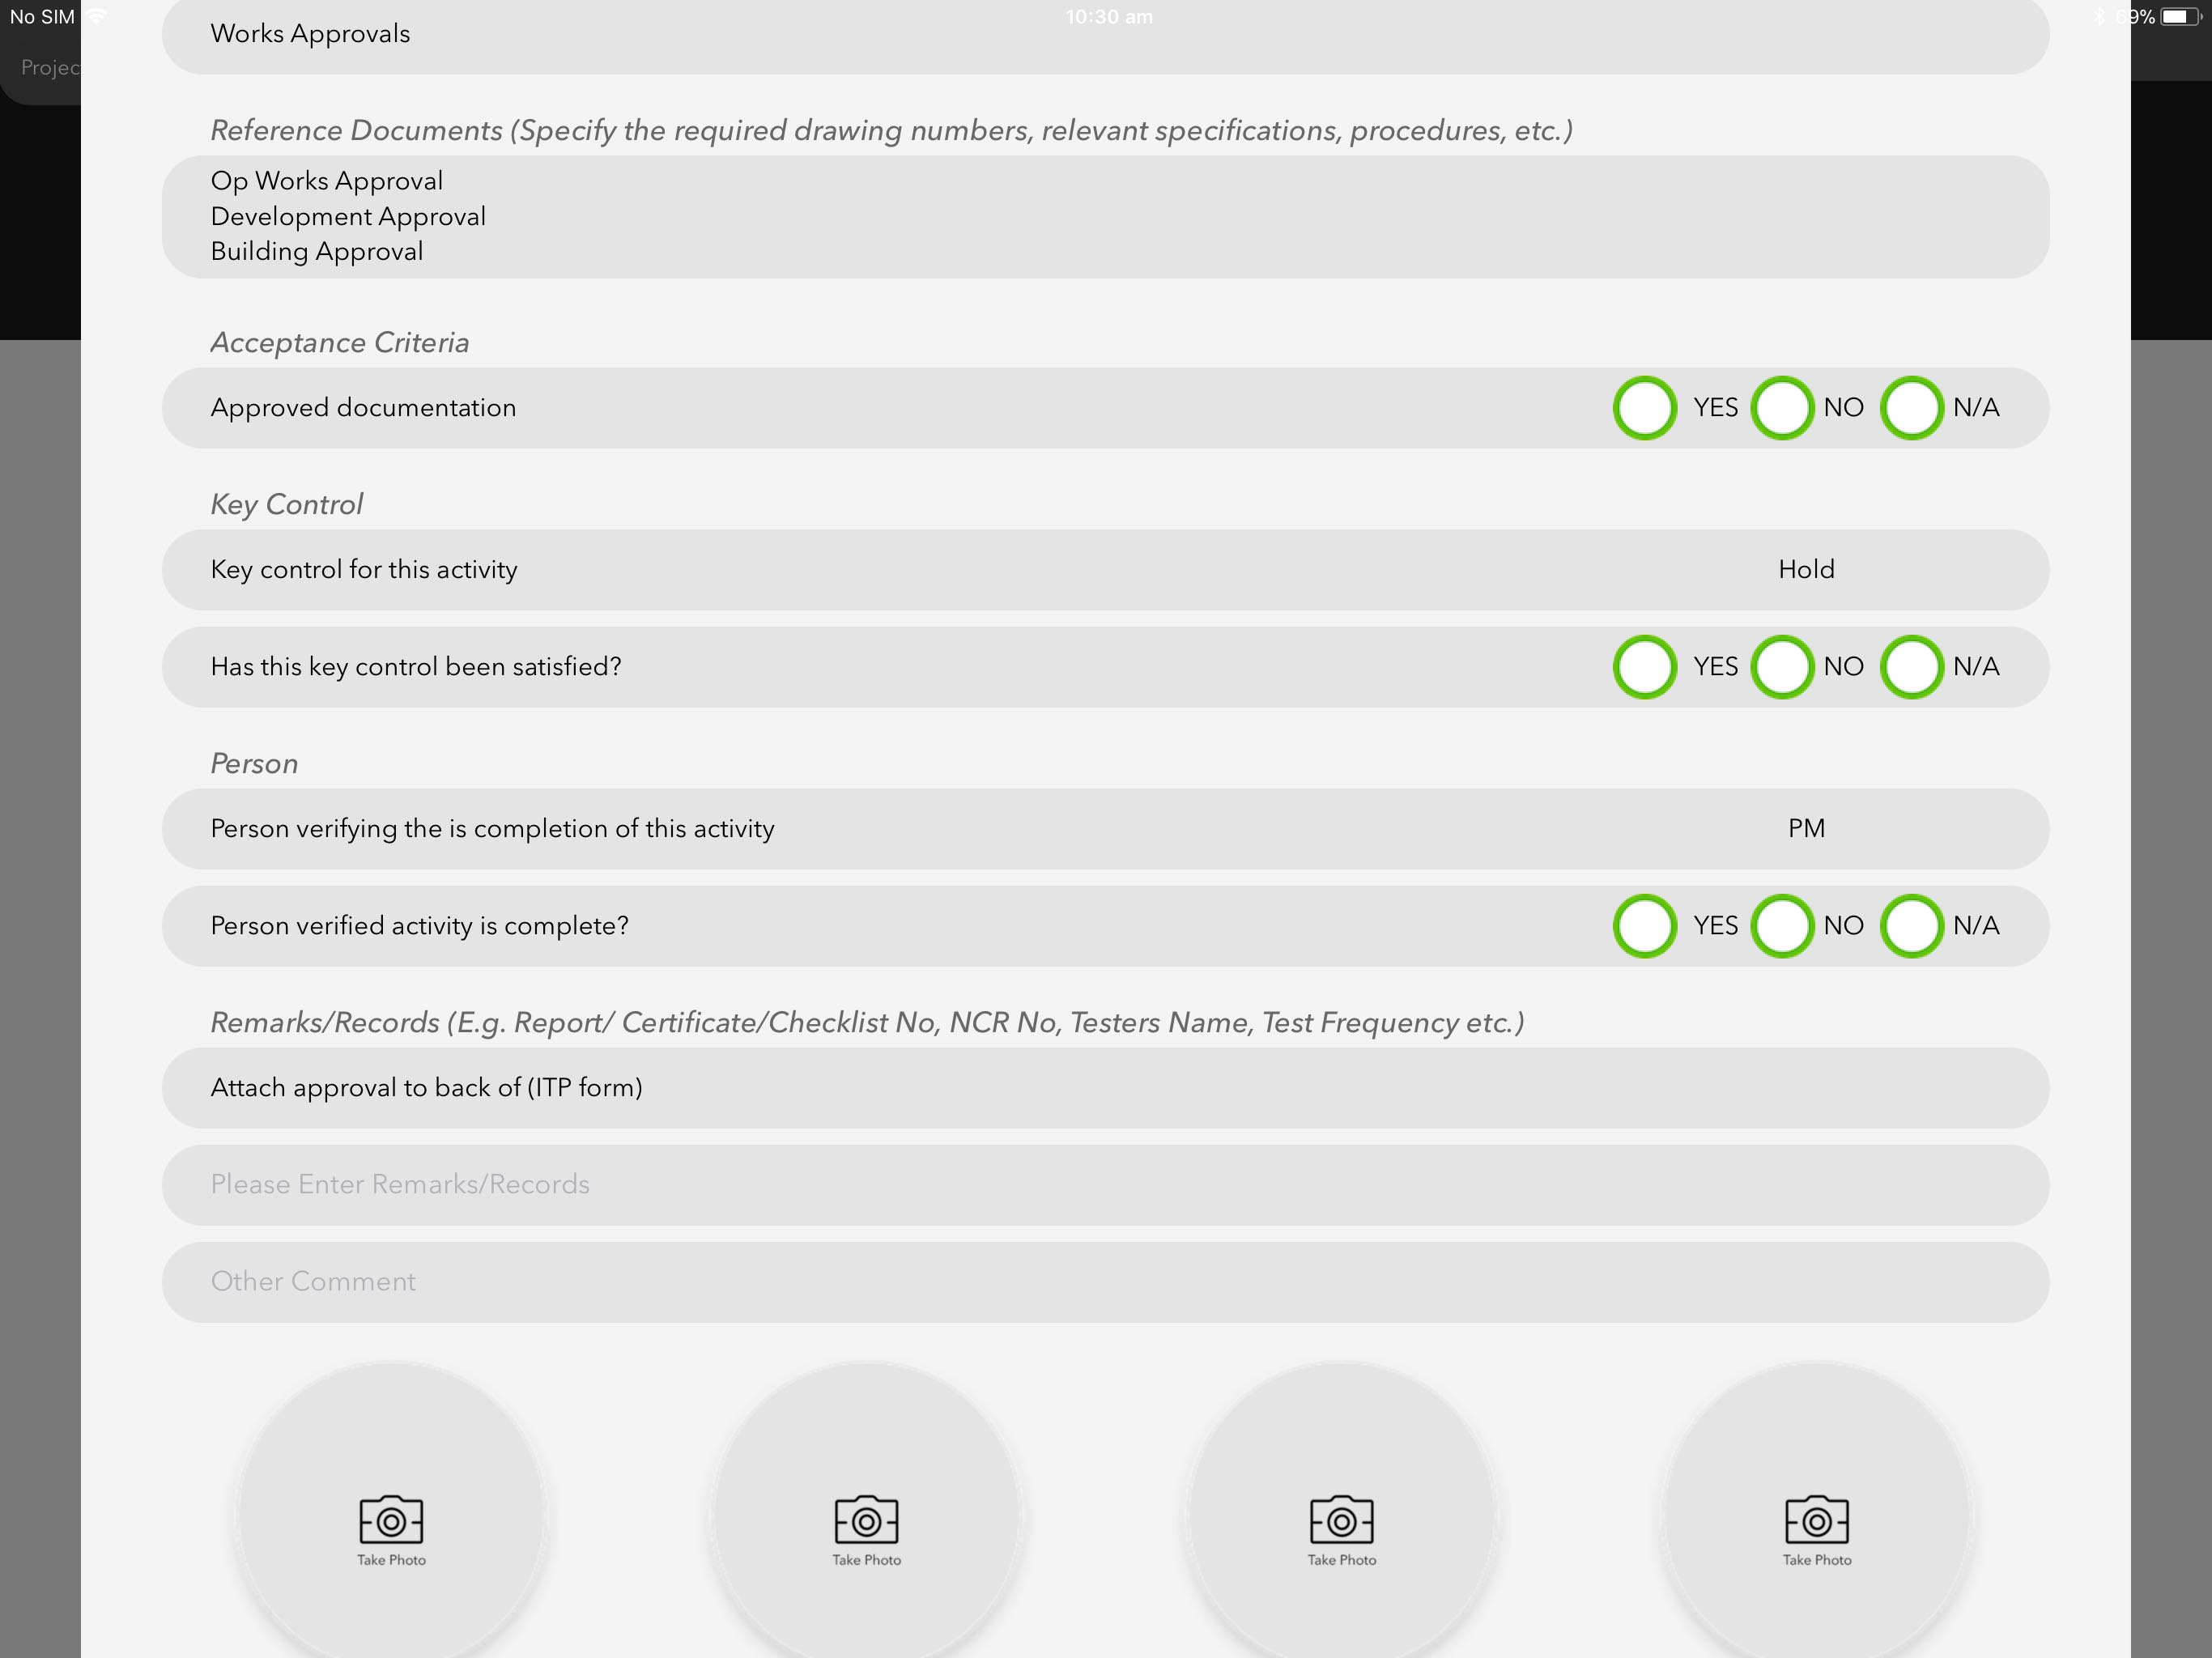 No SIM
10:30 am
69%
Projec
Works Approvals
Reference Documents (Specify the required drawing numbers, relevant specifications, procedures, etc.)
Op Works Approval
Development Approval
Building Approval
Acceptance Criteria
Approved documentation YES NO N/A
Key Control
Key control for this activity Hold
Has this key control been satisfied? YES NO N/A
Person
Person verifying the is completion of this activity PM
Person verified activity is complete? YES NO N/A
Remarks/Records (E.g. Report/ Certificate/Checklist No, NCR No, Testers Name, Test Frequency etc.)
Attach approval to back of (ITP form)
Please Enter Remarks/Records
Other Comment
Take Photo Take Photo Take Photo Take Photo